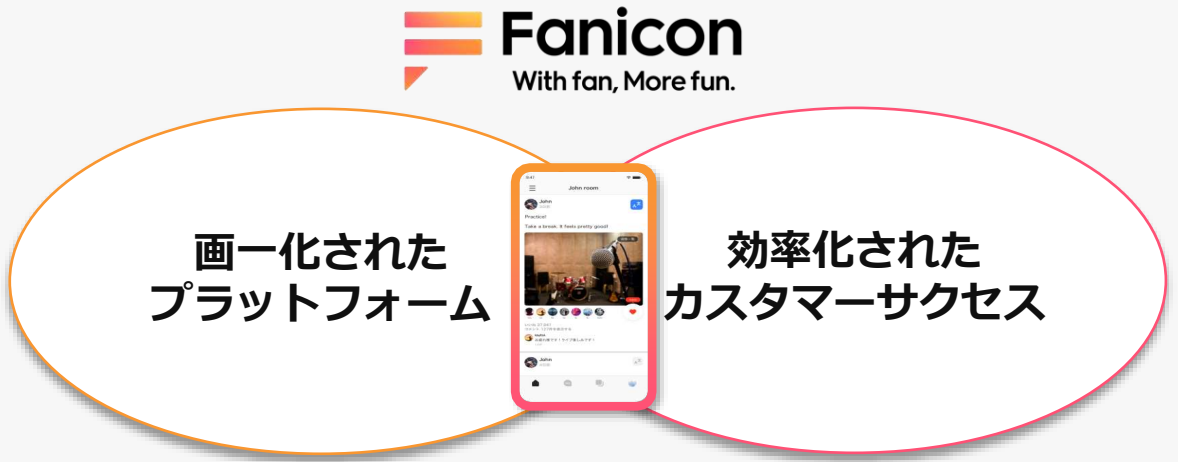 Fanicon
With fan, More fun.
画一化された
プラットフォーム
効率化された
カスタマーサクセス
9:41
John room
John
Practice!
Take a break. It feels pretty good!
John